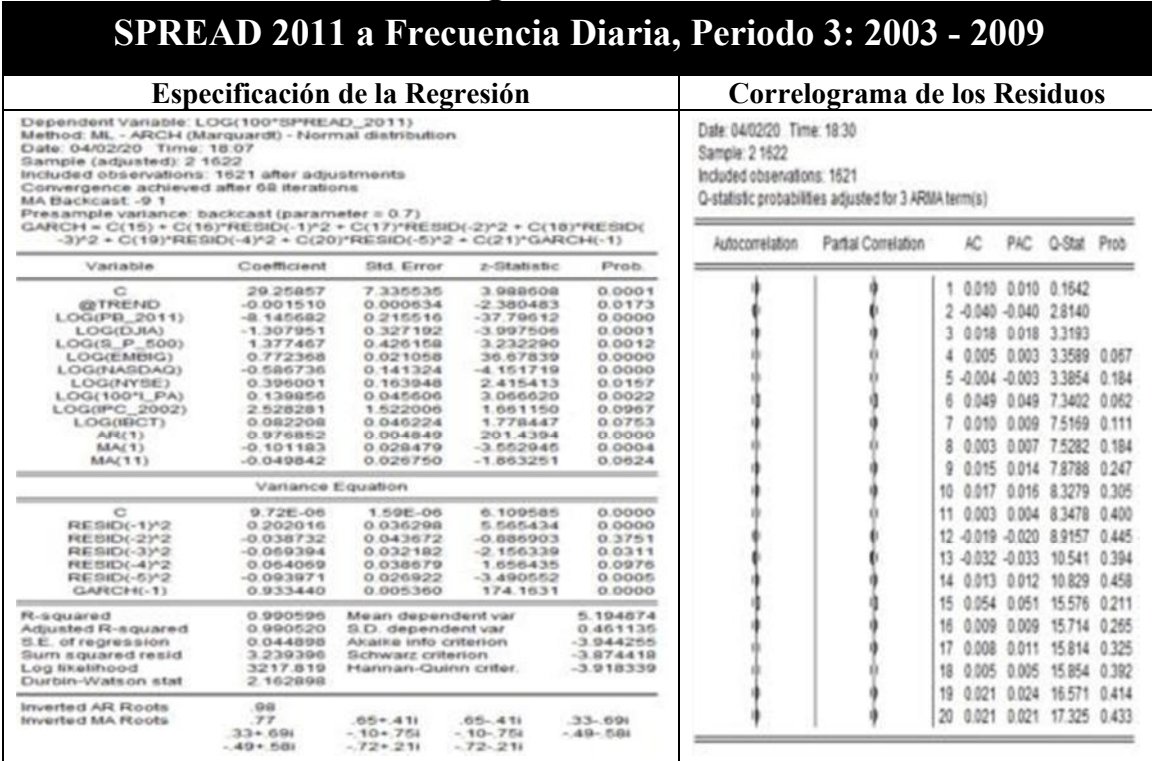 SPREAD 2011 a Frecuencia Diaria, Periodo 3: 2003 - 2009
Especificación de la Regresión
Dependent Variable: LOG(100*SPREAD_2011)
Method: ML - ARCH (Marquardt) - Normal distribution
Date: 04/02/20 Time: 18:07
Sample (adjusted): 2 1622
Included observations: 1621 after adjustments
Convergence achieved after 68 iterations
MA Backcast: -9 1
Presample variance: backcast (parameter = 0.7)
GARCH = C(15) + C(16)*RESID(-1)^2 + C(17)*RESID(-2)^2 + C(18)*RESID(
-3)^2 + C(19)*RESID(-4)^2 + C(20)*RESID(-5)^2 + C(21)*GARCH(-1)
Variable Coefficient Std. Error z-Statistic Prob.
C 29.25857 7.335535 3.988608 0.0001
@TREND -0.001510 0.000634 -2.380483 0.0173
LOG(PB_2011) -8.145682 0.215516 -37.79612 0.0000
LOG(DJIA) -1.307951 0.327192 -3.997506 0.0001
LOG(S_P_500) 1.377467 0.426158 3.232290 0.0012
LOG(EMBIG) 0.772368 0.021058 36.67839 0.0000
LOG(NASDAQ) -0.586736 0.141324 -4.151719 0.0000
LOG(NYSE) 0.396001 0.163948 2.415413 0.0157
LOG(100*I_PA) 0.139856 0.045606 3.066620 0.0022
LOG(IPC_2002) 2.528281 1.522006 1.661150 0.0967
LOG(IBCT) 0.082208 0.046224 1.778447 0.0753
AR(1) 0.976852 0.004849 201.4394 0.0000
MA(1) -0.101183 0.028479 -3.552945 0.0004
MA(11) -0.049842 0.026750 -1.863251 0.0624
Variance Equation
C 9.72E-06 1.59E-06 6.109585 0.0000
RESID(-1)^2 0.202016 0.036298 5.565434 0.0000
RESID(-2)^2 -0.038732 0.043672 -0.886903 0.3751
RESID(-3)^2 -0.069394 0.032182 -2.156339 0.0311
RESID(-4)^2 0.064069 0.038679 1.656435 0.0976
RESID(-5)^2 -0.093971 0.026922 -3.490552 0.0005
GARCH(-1) 0.933440 0.005360 174.1631 0.0000
R-squared 0.990596 Mean dependent var 5.194874
Adjusted R-squared 0.990520 S.D. dependent var 0.461135
S.E. of regression 0.044898 Akaike info criterion -3.944255
Sum squared resid 3.239396 Schwarz criterion -3.874418
Log likelihood 3217.819 Hannan-Quinn criter. -3.918339
Durbin-Watson stat 2.162898
Inverted AR Roots .98
Inverted MA Roots .77 .65+.41i .65-.41i .33-.69i
.33+.69i -.10+.75i -.10-.75i -.49-.58i
-.49+.58i -.72+.21i -.72-.21i
Correlograma de los Residuos
Date: 04/02/20 Time: 18:30
Sample: 2 1622
Included observations: 1621
Q-statistic probabilities adjusted for 3 ARMA term(s)
Autocorrelation Partial Correlation AC PAC Q-Stat Prob
1 0.010 0.010 0.1642
2 -0.040 -0.040 2.8140
3 0.018 0.018 3.3193
4 0.005 0.003 3.3589 0.067
5 -0.004 -0.003 3.3854 0.184
6 0.049 0.049 7.3402 0.062
7 0.010 0.009 7.5169 0.111
8 0.003 0.007 7.5282 0.184
9 0.015 0.014 7.8788 0.247
10 0.017 0.016 8.3279 0.305
11 0.003 0.004 8.3478 0.400
12 -0.019 -0.020 8.9157 0.445
13 -0.032 -0.033 10.541 0.394
14 0.013 0.012 10.829 0.458
15 0.054 0.051 15.576 0.211
16 0.009 0.009 15.714 0.265
17 0.008 0.011 15.814 0.325
18 0.005 0.005 15.854 0.392
19 0.021 0.024 16.571 0.414
20 0.021 0.021 17.325 0.433